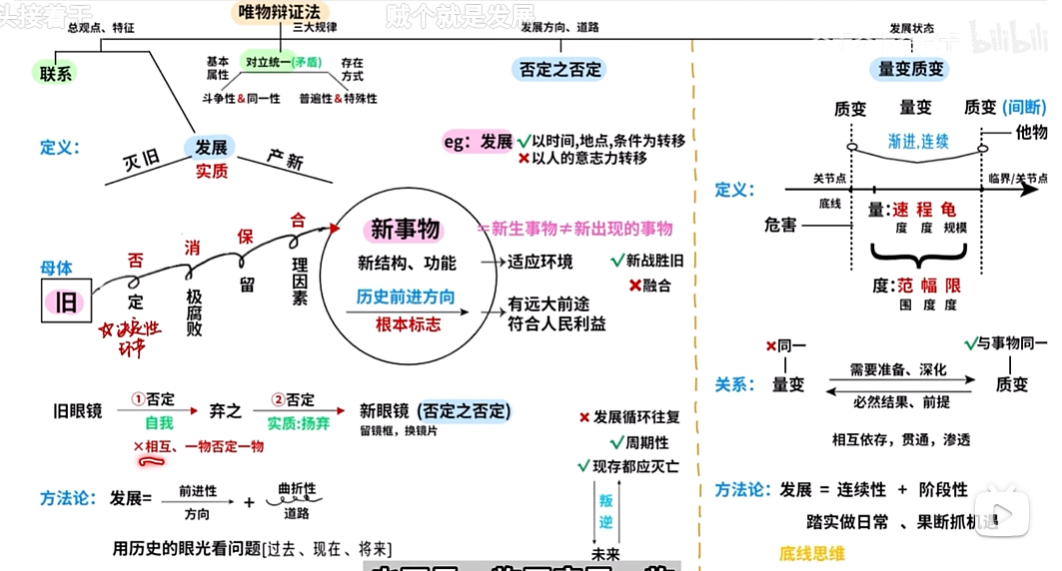 头接着干
贼个就是发展
唯物辩证法
总观点、特征
三大规律
发展方向、道路
发展状态
bilibili
联系
基本
属性
对立统一(矛盾)
存在
方式
斗争性&同一性
普遍性&特殊性
否定之否定
量变质变
定义：
灭旧
发展
实质
产新
eg：发展
✓以时间,地点,条件为转移
×以人的意志力转移
母体
旧
否
定
消
极腐败
保
留
合
理因素
决定性
环节
新事物
新结构、功能
历史前进方向
根本标志
=新生事物≠新出现的事物
适应环境
✓新战胜旧
×融合
有远大前途
符合人民利益
旧眼镜
①否定
自我
弃之
②否定
实质:扬弃
新眼镜(否定之否定)
留镜框，换镜片
×相互、一物否定一物
×发展循环往复
✓周期性
✓现存都应灭亡
叛
逆
未来
方法论：发展=
前进性
方向
+
曲折性
道路
用历史的眼光看问题[过去、现在、将来]
质变
量变
质变(间断)
渐进,连续
他物
定义：
关节点
临界/关节点
底线
危害
量:速 程 龟
度 度 规模
度:范 幅 限
围 度 度
×同一
✓与事物同一
关系：
量变
需要准备、深化
必然结果、前提
质变
相互依存，贯通，渗透
方法论：发展 = 连续性 + 阶段性
踏实做日常 、果断抓机遇
底线思维